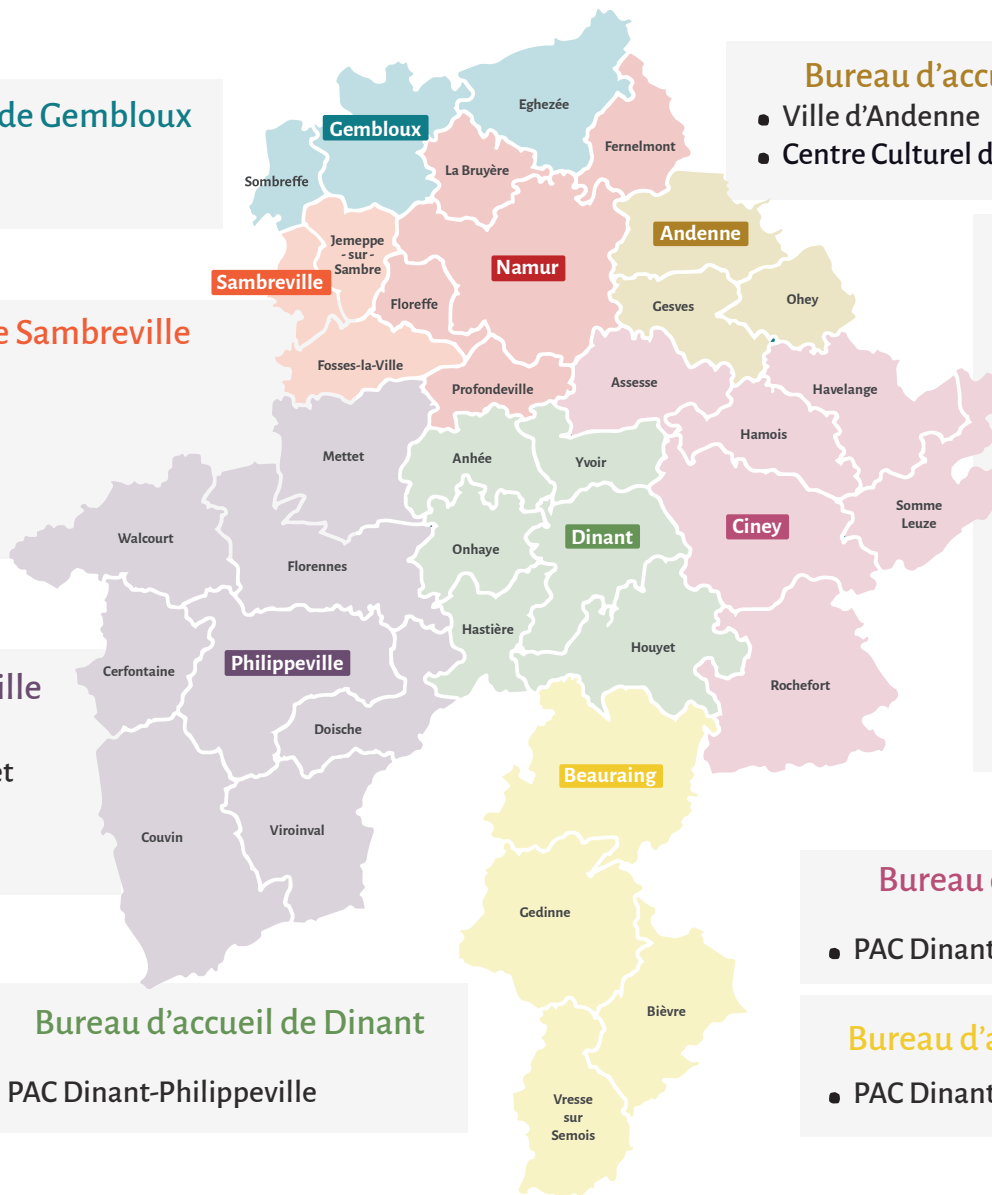 de Gembloux
Bureau d'accu
• Ville d'Andenne
• Centre Culturel d
e Sambreville
ille
et
Eghezée
Gembloux
Fernelmont
La Bruyère
Sombreffe
Andenne
Jemeppe
- sur -
Sambre
Namur
Sambreville
Floreffe
Gesves
Ohey
Fosses-la-Ville
Profondeville
Assesse
Havelange
Hamois
Mettet
Anhée
Yvoir
Somme
Leuze
Ciney
Walcourt
Dinant
Onhaye
Florennes
Hastière
Houyet
Philippeville
Cerfontaine
Rochefort
Doische
Beauraing
Viroinval
Couvin
Gedinne
Bièvre
Vresse
sur
Semois
Bureau
• PAC Dinant
Bureau d'accueil de Dinant
PAC Dinant-Philippeville
Bureau d'a
• PAC Dinant